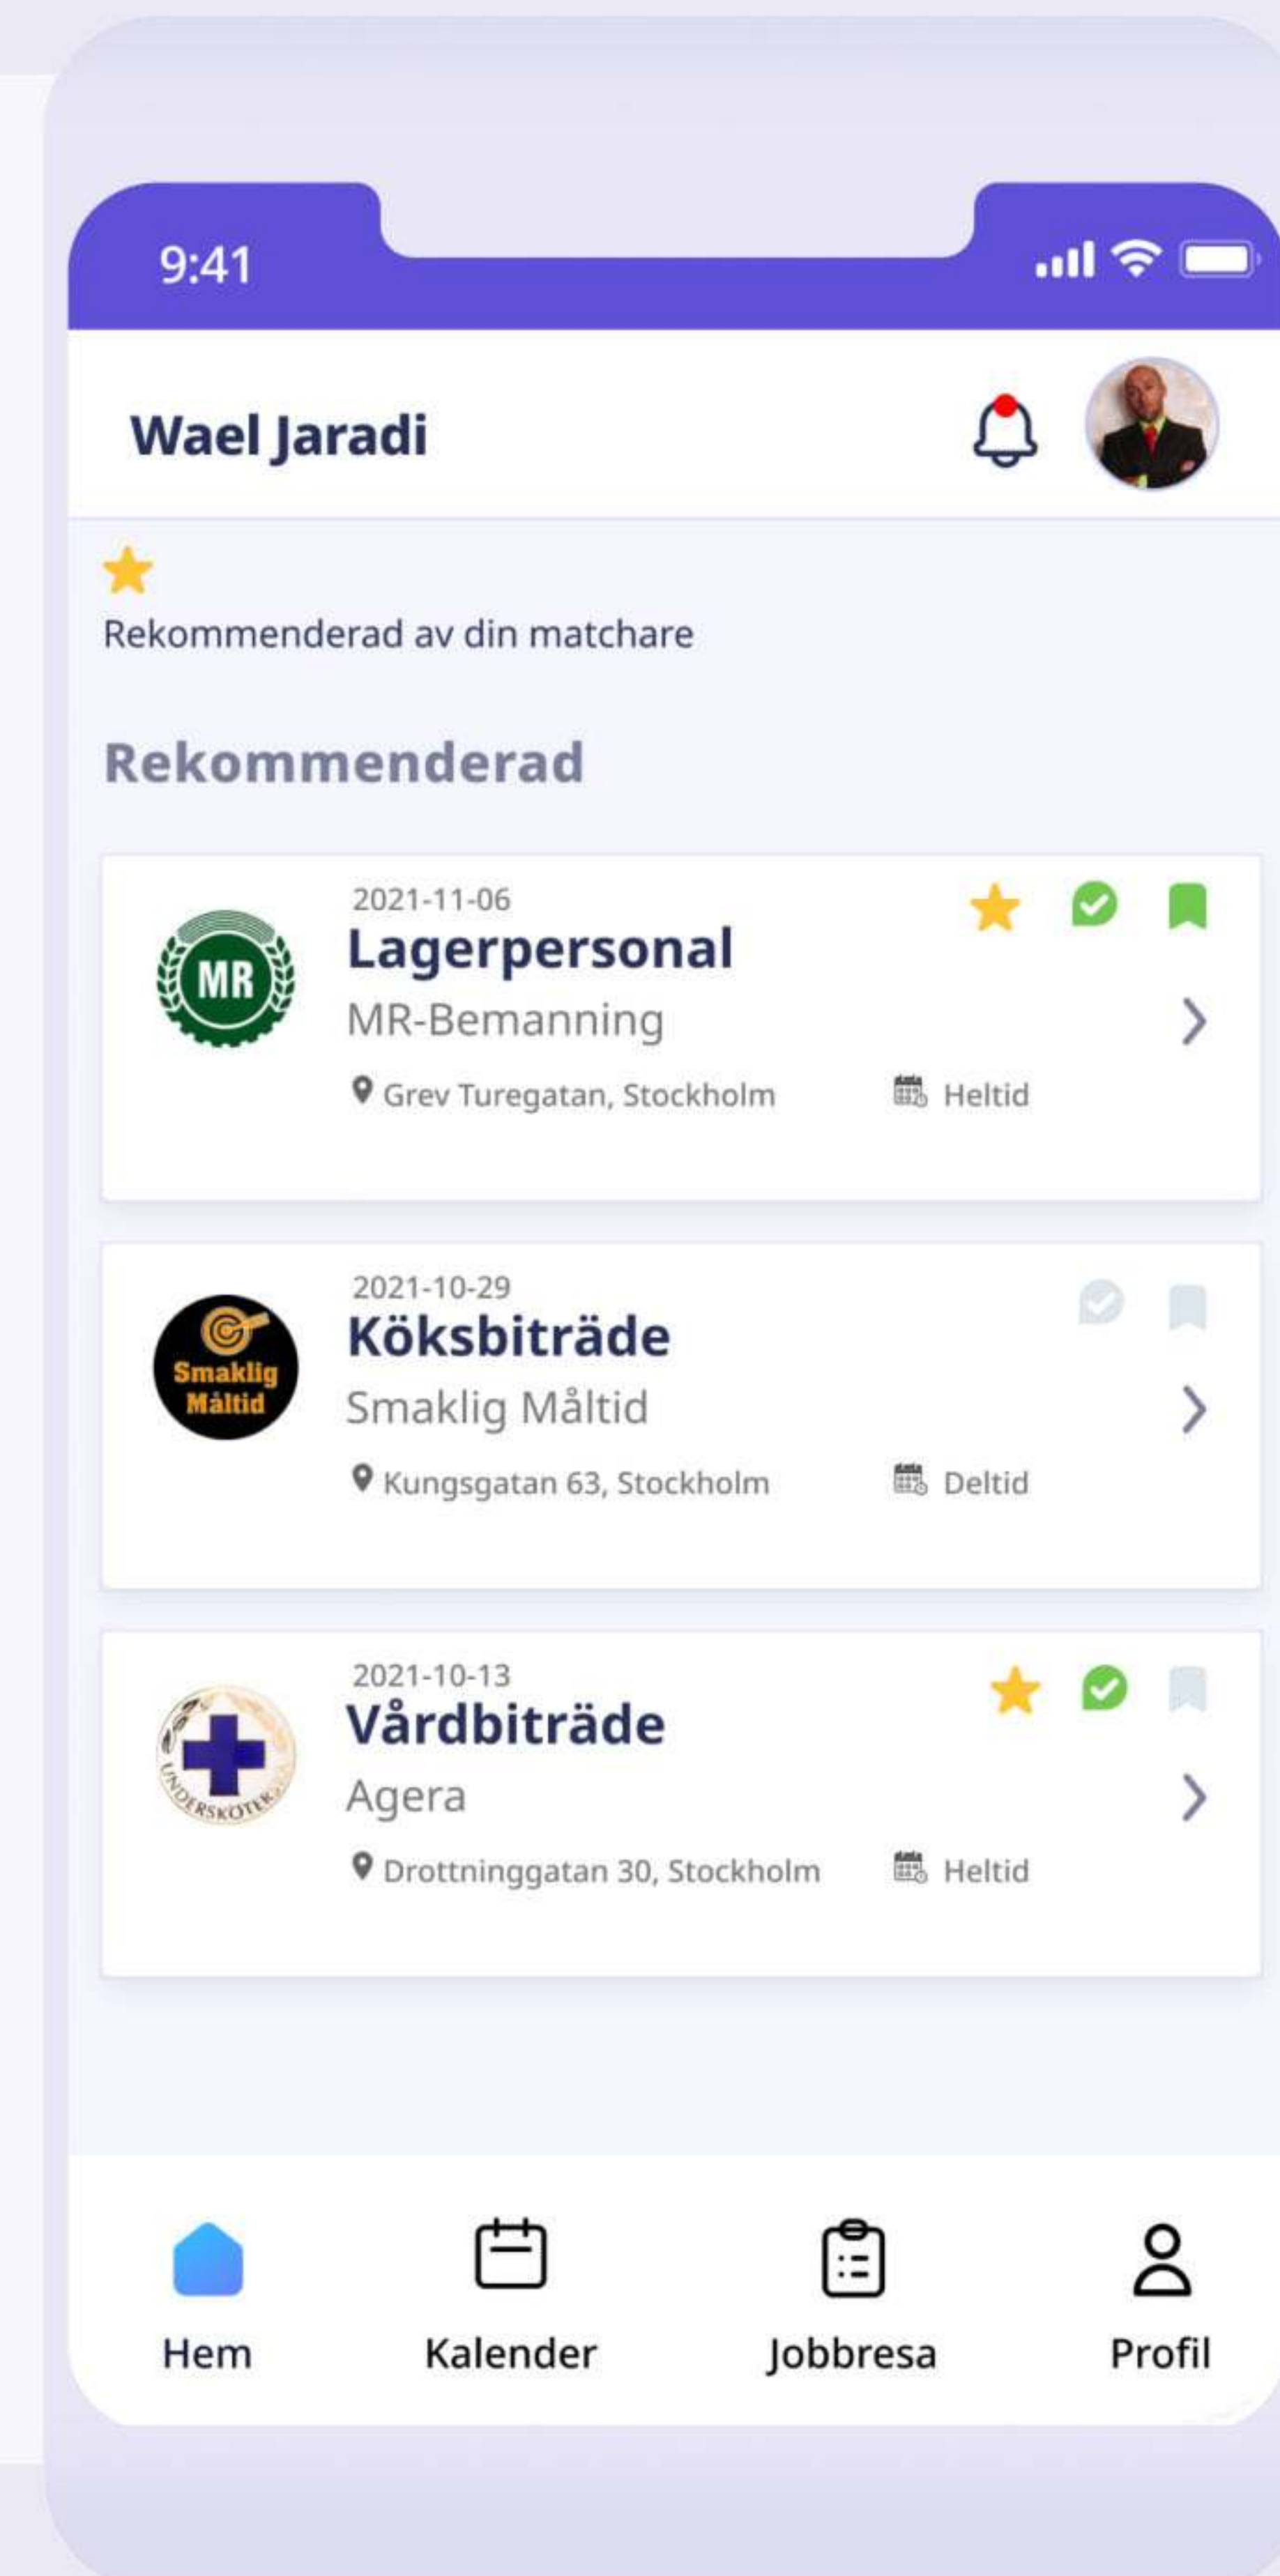 9:41
Wael Jaradi
Rekommenderad av din matchare
Rekommenderad
2021-11-06
Lagerpersonal
MR
MR-Bemanning
Grev Turegatan, Stockholm
Heltid
2021-10-29
Köksbiträde
Smaklig
Måltid
Smaklig Måltid
Kungsgatan 63, Stockholm
Deltid
2021-10-13
Vårdbiträde
Agera
Drottninggatan 30, Stockholm
Heltid
Hem
Kalender
Jobbresa
Profil